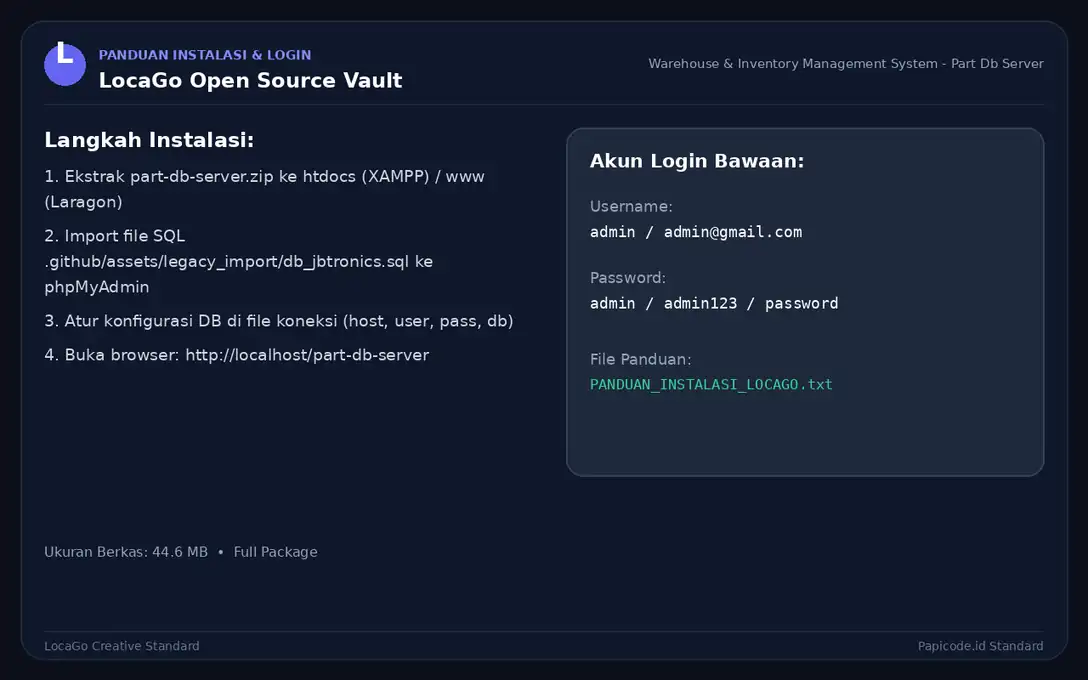 L
PANDUAN INSTALASI & LOGIN
LocaGo Open Source Vault
Warehouse & Inventory Management System - Part Db Server
Langkah Instalasi:
1. Ekstrak part-db-server.zip ke htdocs (XAMPP) / www
(Laragon)
2. Import file SQL
.github/assets/legacy_import/db_jbtronics.sql ke
phpMyAdmin
3. Atur konfigurasi DB di file koneksi (host, user, pass, db)
4. Buka browser: http://localhost/part-db-server
Akun Login Bawaan:
Username:
admin / admin@gmail.com
Password:
admin / admin123 / password
File Panduan:
PANDUAN_INSTALASI_LOCAGO.txt
Ukuran Berkas: 44.6 MB • Full Package
LocaGo Creative Standard
Papicode.id Standard